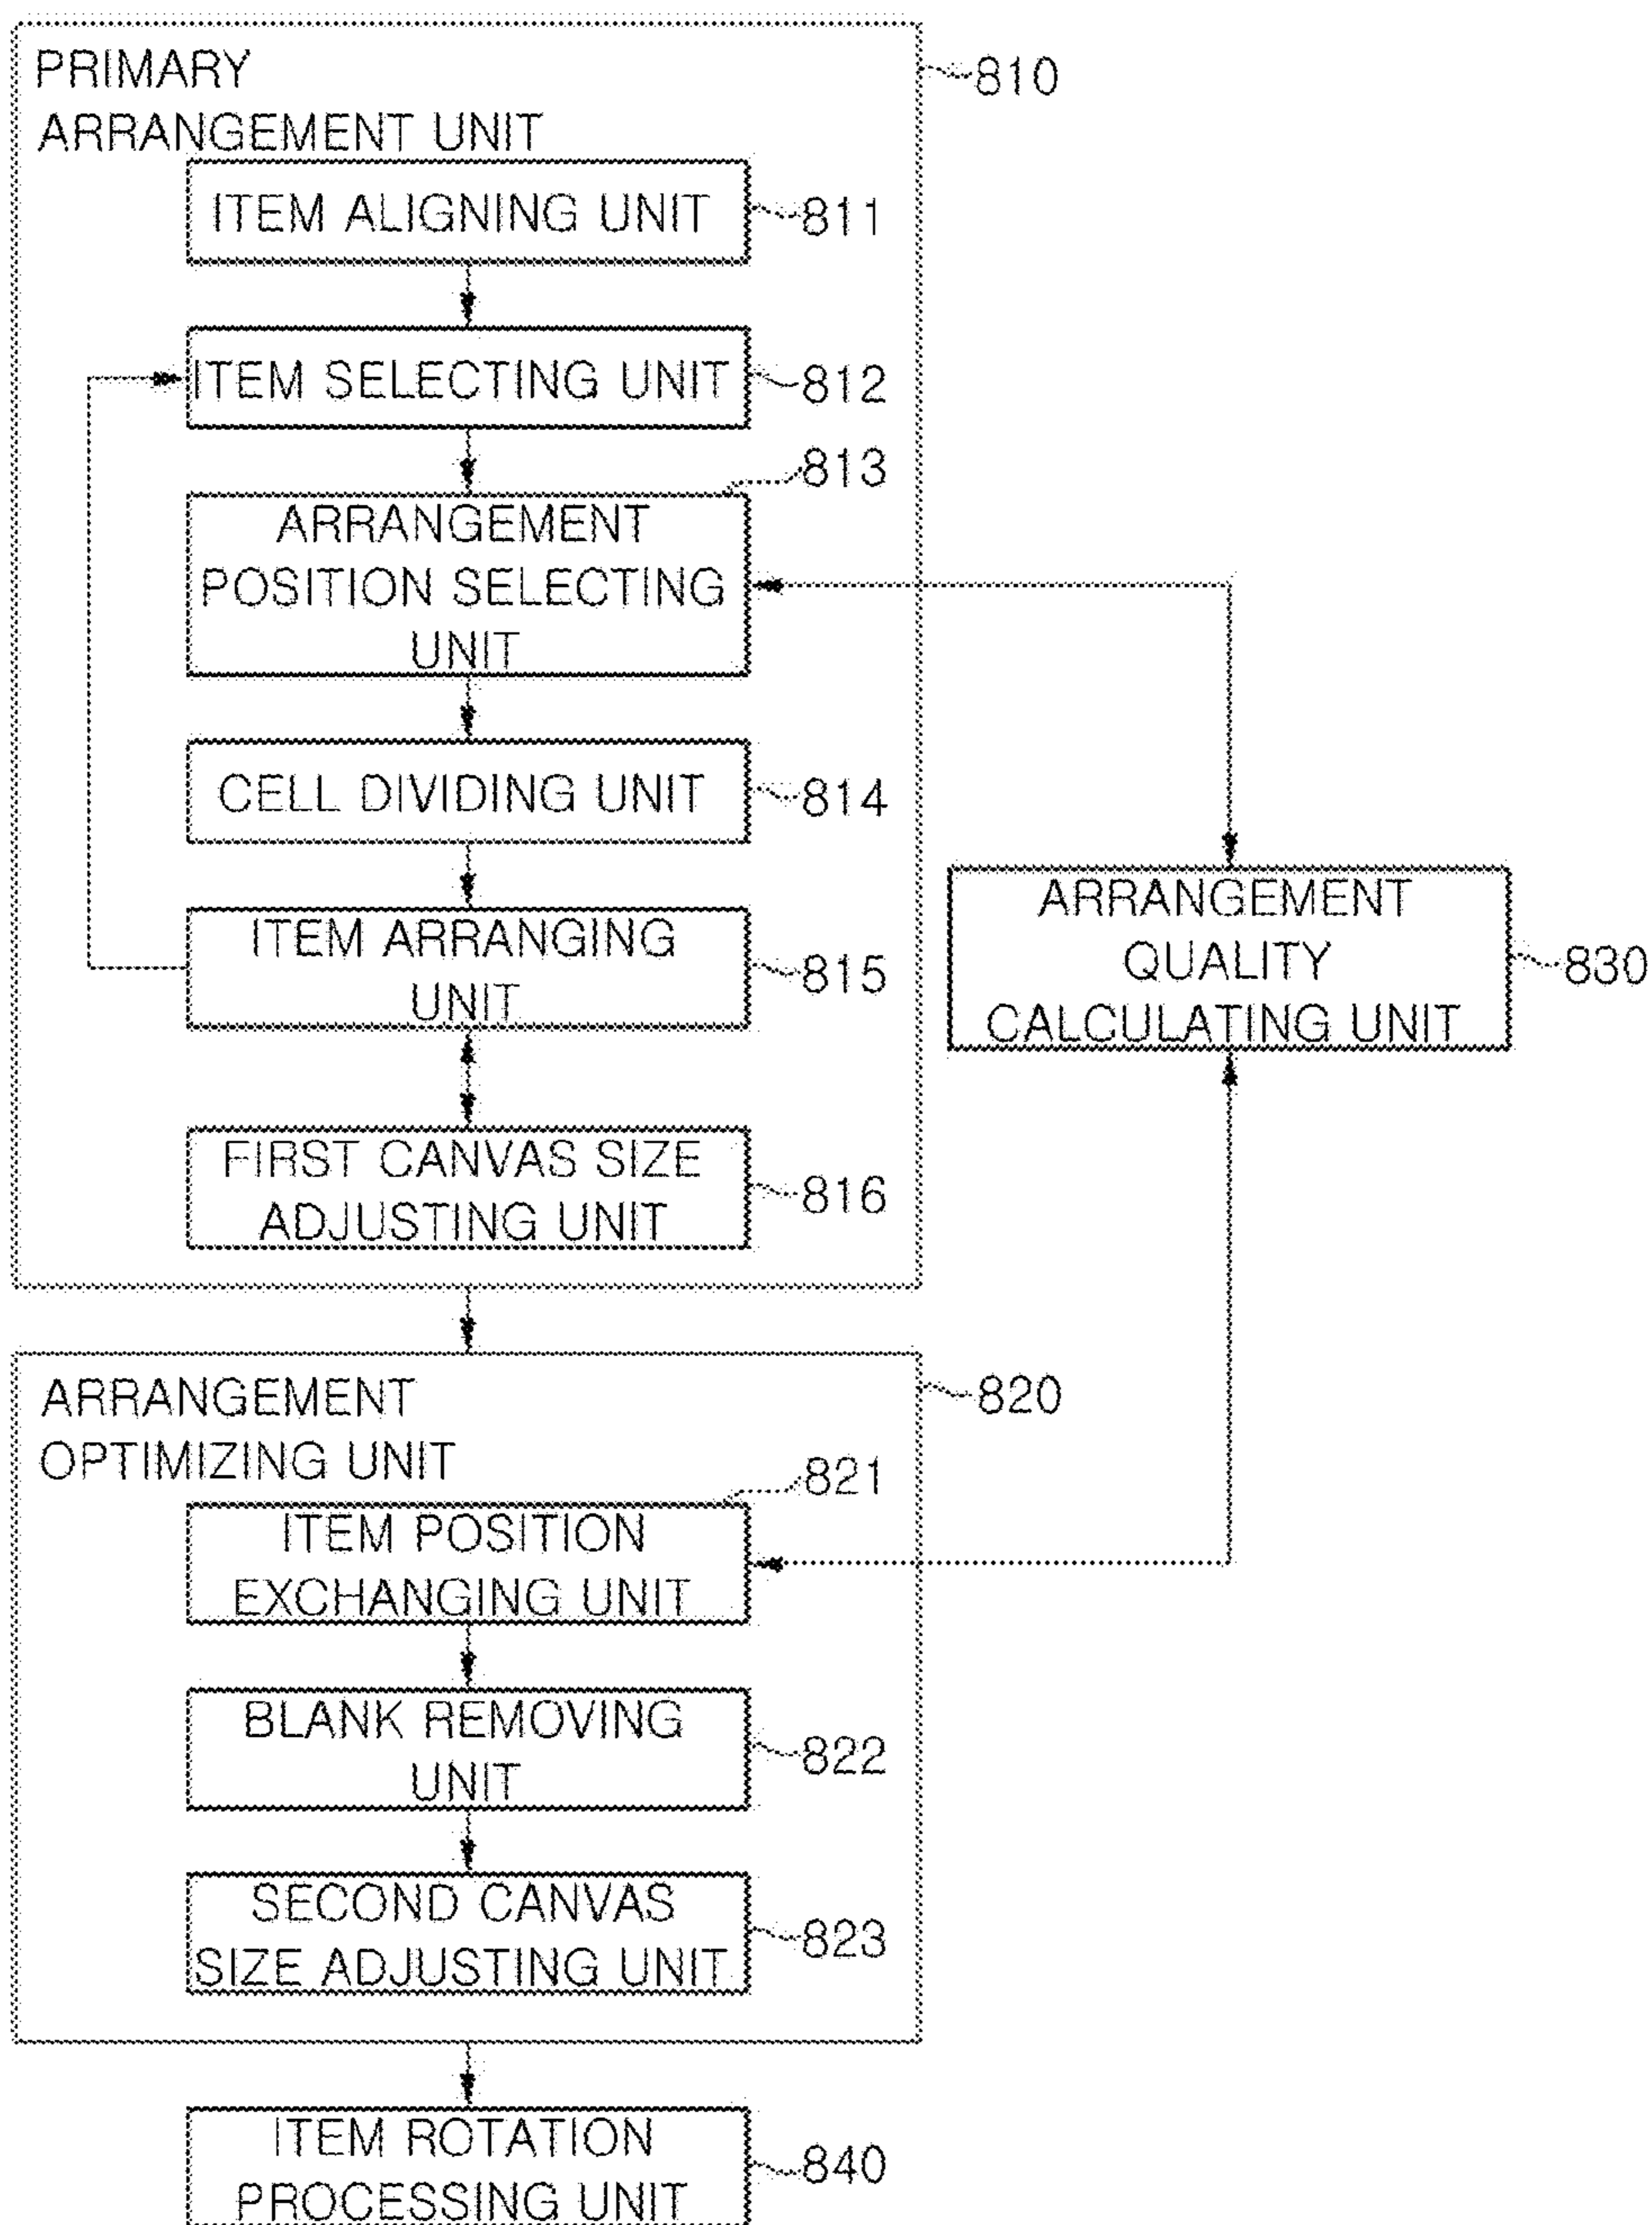 PRIMARY
ARRANGEMENT UNIT
810
ITEM ALIGNING UNIT
811
ITEM SELECTING UNIT
812
813
ARRANGEMENT
POSITION SELECTING
UNIT
CELL DIVIDING UNIT
814
ITEM ARRANGING
UNIT
815
ARRANGEMENT
QUALITY
CALCULATING UNIT
830
FIRST CANVAS SIZE
ADJUSTING UNIT
816
ARRANGEMENT
OPTIMIZING UNIT
820
821
ITEM POSITION
EXCHANGING UNIT
BLANK REMOVING
UNIT
822
SECOND CANVAS
SIZE ADJUSTING UNIT
823
ITEM ROTATION
PROCESSING UNIT
840